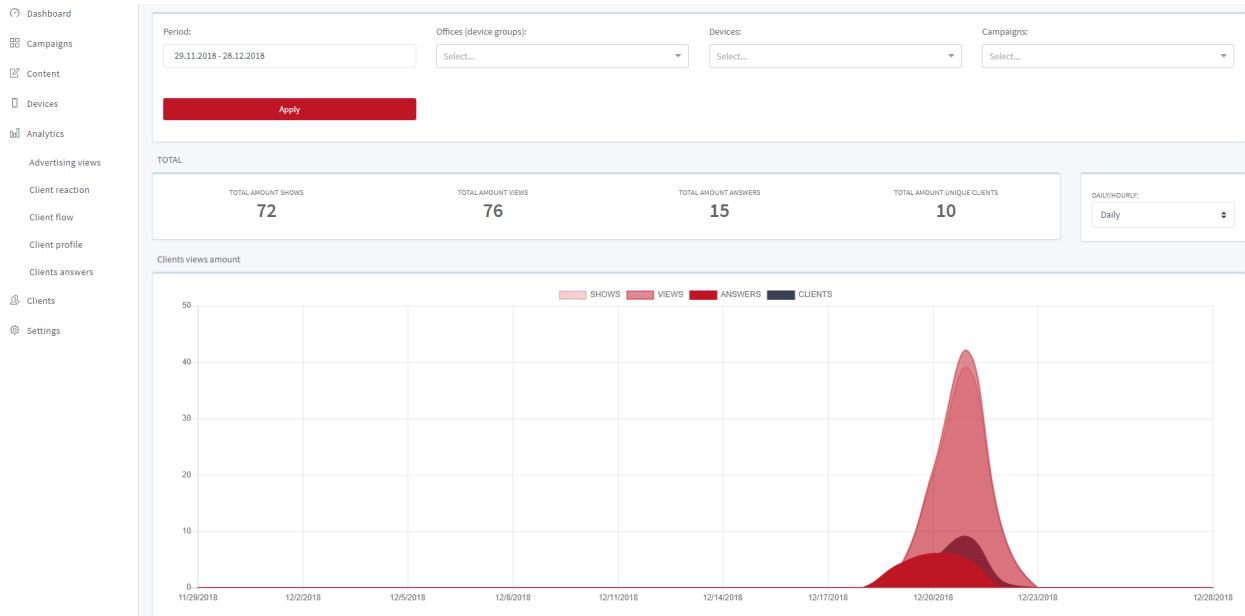 Dashboard
Campaigns
Content
Devices
Analytics
Advertising views
Client reaction
Client flow
Client profile
Clients answers
Clients
Settings
Period:
29.11.2018 - 28.12.2018
Offices (device groups):
Select...
Devices:
Select...
Campaigns:
Select...
Apply
TOTAL
TOTAL AMOUNT SHOWS
72
TOTAL AMOUNT VIEWS
76
TOTAL AMOUNT ANSWERS
15
TOTAL AMOUNT UNIQUE CLIENTS
10
DAILY/HOURLY:
Daily
Clients views amount
SHOWS VIEWS ANSWERS CLIENTS
50
40
30
20
10
0
11/29/2018 12/2/2018 12/5/2018 12/8/2018 12/11/2018 12/14/2018 12/17/2018 12/20/2018 12/23/2018 12/28/2018